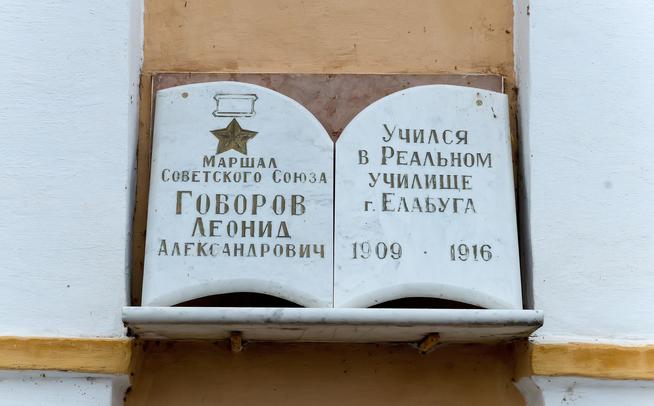 Маршал
Советского Союза
Говоров
Леонид
Александрович
Учился
в Реальном
училище
г. Елабуга
1909 · 1916